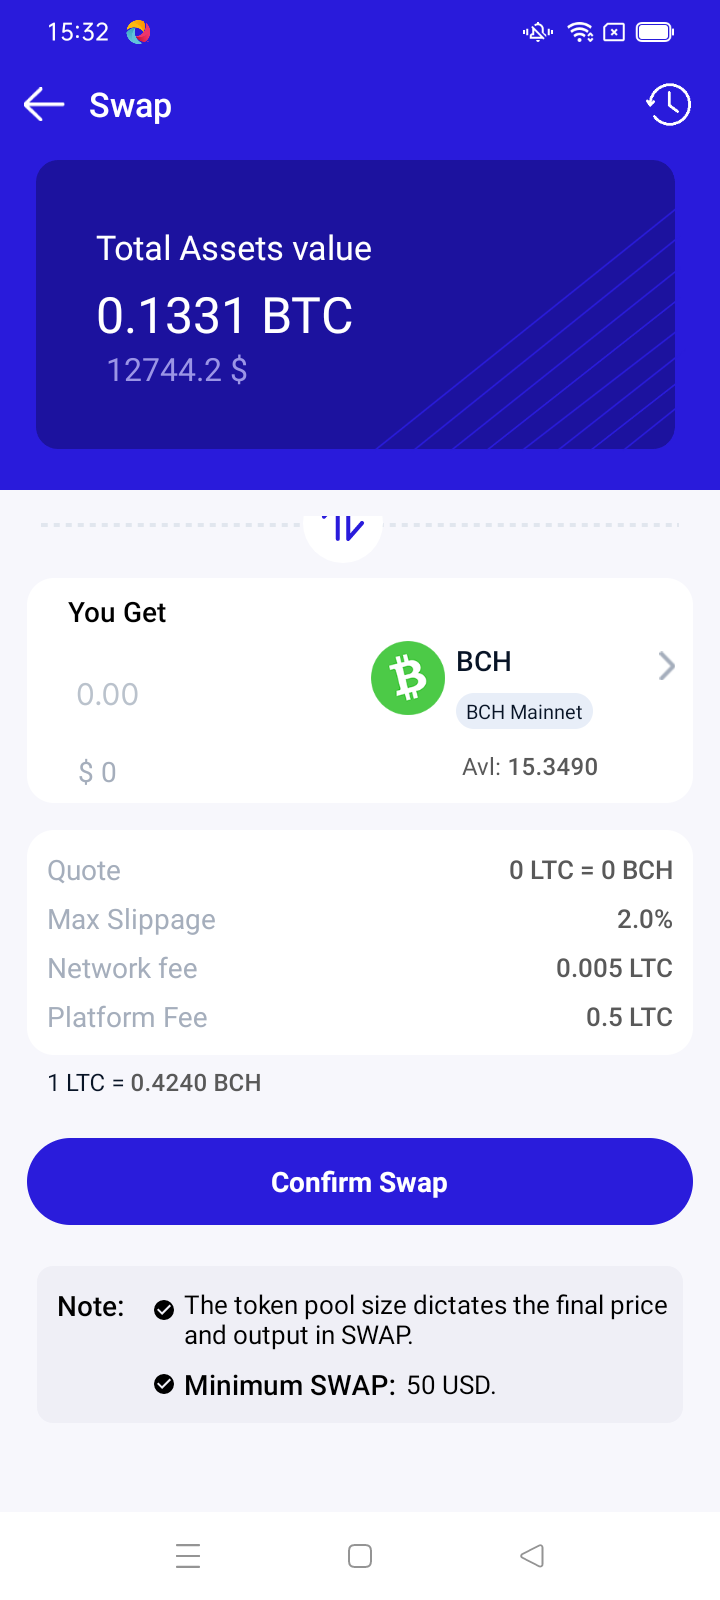 15:32
Swap
Total Assets value
0.1331 BTC
12744.2 $
You Get
BCH
0.00
BCH Mainnet
$ 0
Avl: 15.3490
Quote
0 LTC = 0 BCH
Max Slippage
2.0%
Network fee
0.005 LTC
Platform Fee
0.5 LTC
1 LTC = 0.4240 BCH
Confirm Swap
Note:
The token pool size dictates the final price
and output in SWAP.
Minimum SWAP: 50 USD.